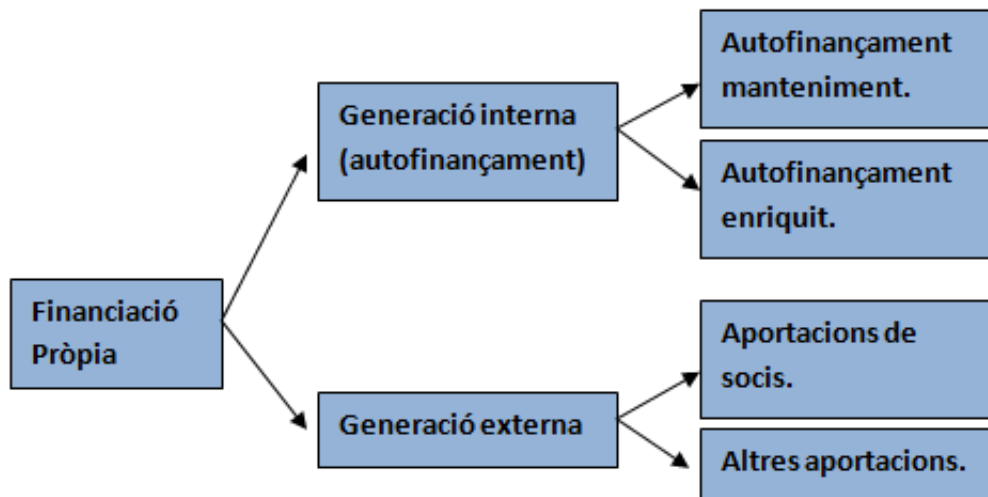 Financiació
Pròpia
Generació interna
(autofinançament)
Generació externa
Autofinançament
manteniment.
Autofinançament
enriquit.
Aportacions de
socis.
Altres aportacions.